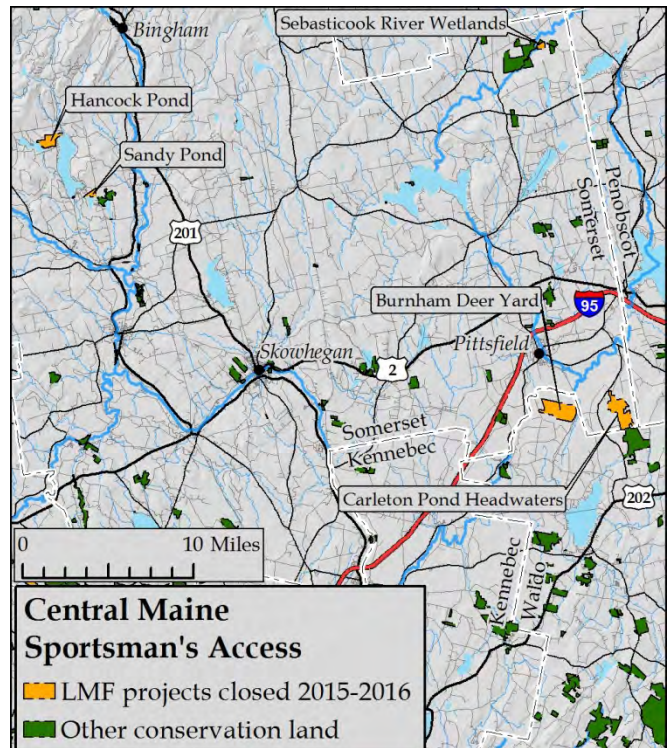 Bingham
Sebasticook River Wetlands
Hancock Pond
Sandy Pond
201
Penobscot
Somerset
Burnham Deer Yard
95
Skowhegan
2
Pittsfield
Somerset
Kennebec
Carleton Pond Headwaters
202
0 10 Miles
Kennebec
Waldo
Central Maine
Sportsman's Access
LMF projects closed 2015-2016
Other conservation land